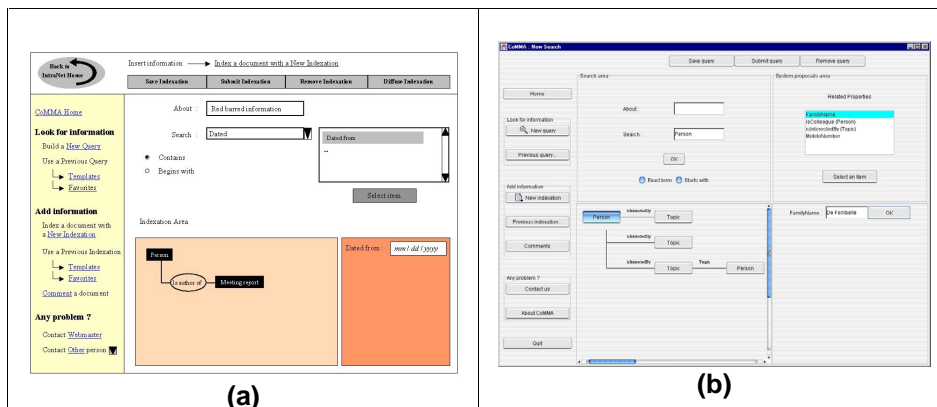 Back to
IntraNet Home
Insert information → Index a document with a New Indexation
Save Indexation Submit Indexation Remove Indexation Diffuse Indexation
CoMMA Home
Look for information
Build a New Query
Use a Previous Query
Templates
Favorites
Add information
Index a document with
a New Indexation
Use a Previous Indexation
Templates
Favorites
Comment a document
Any problem ?
Contact Webmaster
Contact Other person
About : Red barred information
Search : Dated
Contains
Begins with
Dated from
...
Select item
Indexation Area
Person
Is author of
Meeting report
Dated from : mm / dd / yyyy
(a)
CoMMA : New Search
Save query Submit query Remove query
Home
Look for information
New query
Previous query...
Add information
New indexation
Previous indexation...
Comments
Any problem ?
Contact us
About CoMMA
Quit
Search area
About :
Search : Person
OK
Exact term Starts with
System proposals area
Related Properties
FamilyName
IsColleague (Person)
IsInterestedBy (Topic)
MobileNumber
Select an Item
Person IsInterestedBy Topic
IsInterestedBy Topic
IsInterestedBy Topic Topic Person
FamilyName : De Fombelle OK
(b)